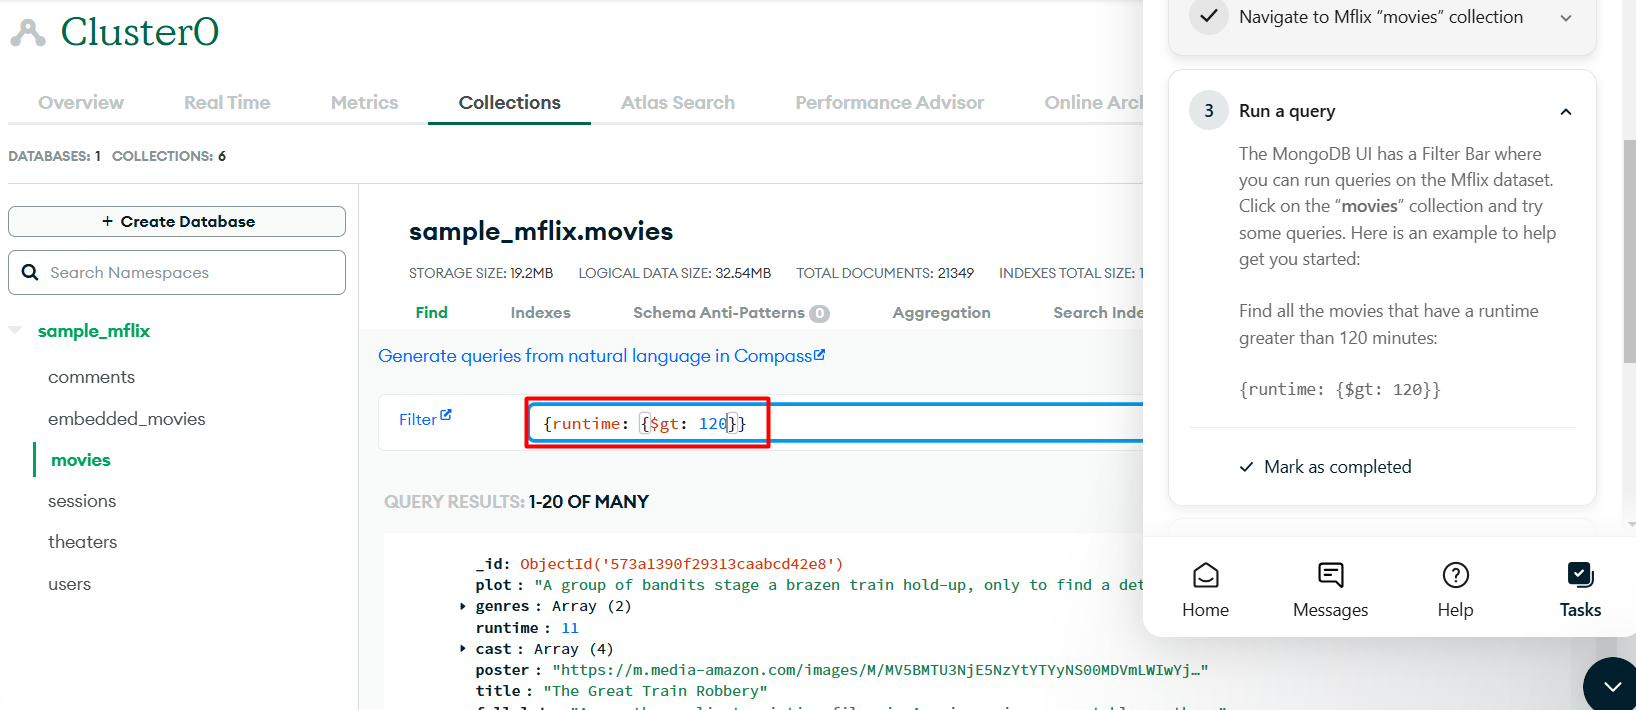 Cluster0
Overview Real Time Metrics Collections Atlas Search Performance Advisor Online Arch
DATABASES: 1 COLLECTIONS: 6
+ Create Database
Search Namespaces
sample_mflix
comments
embedded_movies
movies
sessions
theaters
users
sample_mflix.movies
STORAGE SIZE: 19.2MB LOGICAL DATA SIZE: 32.54MB TOTAL DOCUMENTS: 21349 INDEXES TOTAL SIZE: 1
Find Indexes Schema Anti-Patterns 0 Aggregation Search Inde
Generate queries from natural language in Compass
Filter {runtime: {$gt: 120}}
QUERY RESULTS: 1-20 OF MANY
_id: ObjectId('573a1390f29313caabcd42e8')
plot : "A group of bandits stage a brazen train hold-up, only to find a det
genres : Array (2)
runtime : 11
cast : Array (4)
poster : "https://m.media-amazon.com/images/M/MV5BMTU3NjE5NzYtYTYyNS00MDVmLWIwYj…"
title : "The Great Train Robbery"
Navigate to Mflix “movies” collection
3 Run a query
The MongoDB UI has a Filter Bar where
you can run queries on the Mflix dataset.
Click on the “movies” collection and try
some queries. Here is an example to help
get you started:
Find all the movies that have a runtime
greater than 120 minutes:
{runtime: {$gt: 120}}
Mark as completed
Home Messages Help Tasks